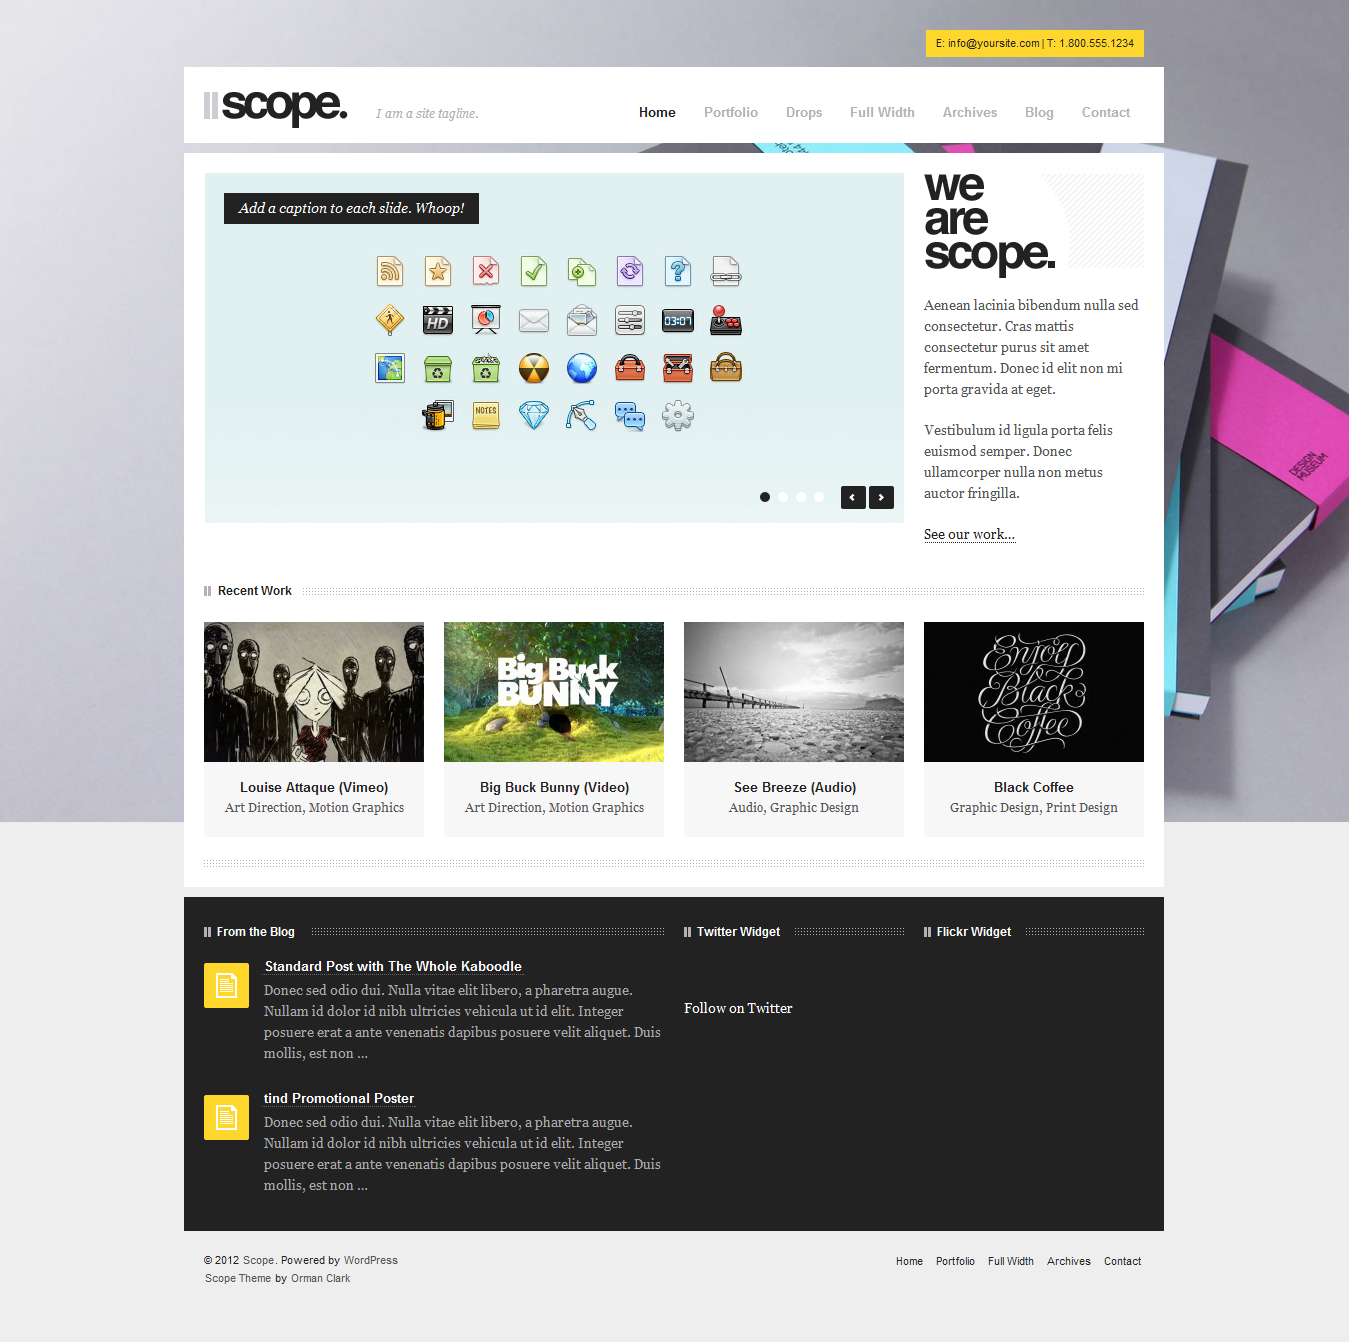 E: info@yoursite.com | T: 1.800.555.1234
scope.
I am a site tagline.
Home Portfolio Drops Full Width Archives Blog Contact
Add a caption to each slide. Whoop!
HD
03:07
NOTES
we
are
scope.
Aenean lacinia bibendum nulla sed
consectetur. Cras mattis
consectetur purus sit amet
fermentum. Donec id elit non mi
porta gravida at eget.
Vestibulum id ligula porta felis
euismod semper. Donec
ullamcorper nulla non metus
auctor fringilla.
See our work...
DESIGN
MUSEUM
Recent Work
Big Buck
BUNNY
Enjoy
Black
Coffee
Louise Attaque (Vimeo)
Art Direction, Motion Graphics
Big Buck Bunny (Video)
Art Direction, Motion Graphics
See Breeze (Audio)
Audio, Graphic Design
Black Coffee
Graphic Design, Print Design
From the Blog
Standard Post with The Whole Kaboodle
Donec sed odio dui. Nulla vitae elit libero, a pharetra augue.
Nullam id dolor id nibh ultricies vehicula ut id elit. Integer
posuere erat a ante venenatis dapibus posuere velit aliquet. Duis
mollis, est non ...
tind Promotional Poster
Donec sed odio dui. Nulla vitae elit libero, a pharetra augue.
Nullam id dolor id nibh ultricies vehicula ut id elit. Integer
posuere erat a ante venenatis dapibus posuere velit aliquet. Duis
mollis, est non ...
Twitter Widget
Follow on Twitter
Flickr Widget
© 2012 Scope. Powered by WordPress
Scope Theme by Orman Clark
Home Portfolio Full Width Archives Contact